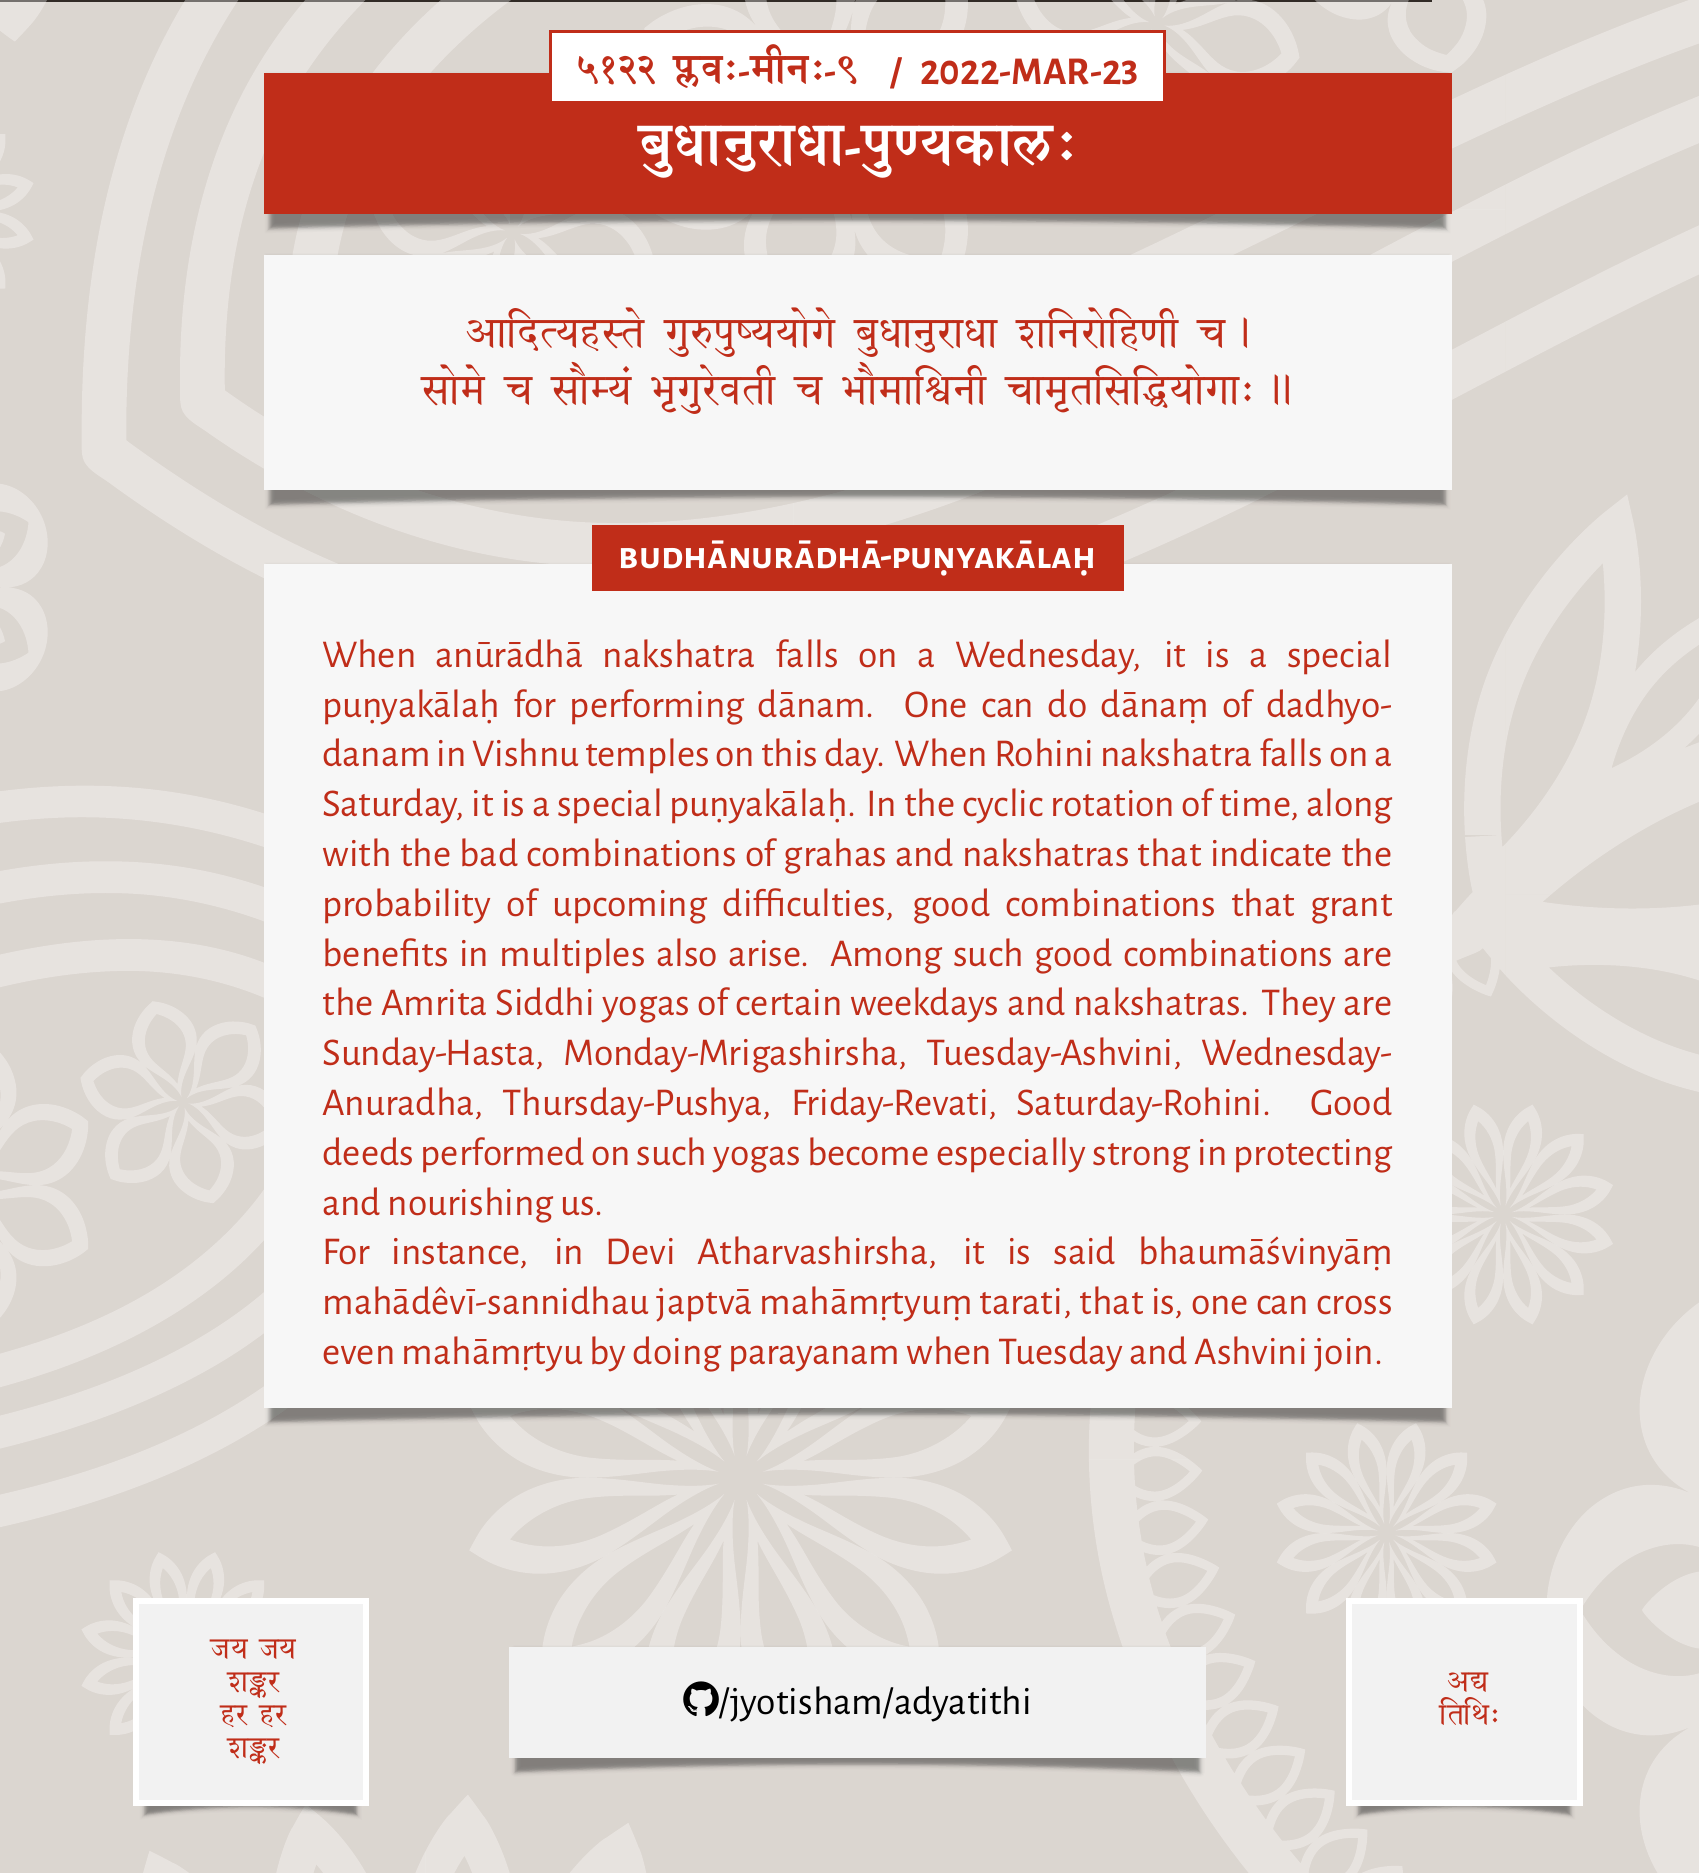 ५१२२ प्लवः-मीनः-९ / 2022-MAR-23
बुधानुराधा-पुण्यकालः
आदित्यहस्ते गुरुपुष्ययोगे बुधानुराधा शनिरोहिणी च।
सोमे च सौम्यं भृगुरेवती च भौमाश्विनी चामृतसिद्धियोगाः ॥
BUDHĀNURĀDHĀ-PUṆYAKĀLAḤ
When anūrādhā nakshatra falls on a Wednesday, it is a special
puṇyakālaḥ for performing dānam. One can do dānaṃ of dadhyo-
danam in Vishnu temples on this day. When Rohini nakshatra falls on a
Saturday, it is a special puṇyakālaḥ. In the cyclic rotation of time, along
with the bad combinations of grahas and nakshatras that indicate the
probability of upcoming difficulties, good combinations that grant
benefits in multiples also arise. Among such good combinations are
the Amrita Siddhi yogas of certain weekdays and nakshatras. They are
Sunday-Hasta, Monday-Mrigashirsha, Tuesday-Ashvini, Wednesday-
Anuradha, Thursday-Pushya, Friday-Revati, Saturday-Rohini. Good
deeds performed on such yogas become especially strong in protecting
and nourishing us.
For instance, in Devi Atharvashirsha, it is said bhaumāśvinyāṃ
mahādêvī-sannidhau japtvā mahāmṛtyuṃ tarati, that is, one can cross
even mahāmṛtyu by doing parayanam when Tuesday and Ashvini join.
जय जय
शङ्कर
हर हर
शङ्कर
/jyotisham/adyatithi
अद्य
तिथिः